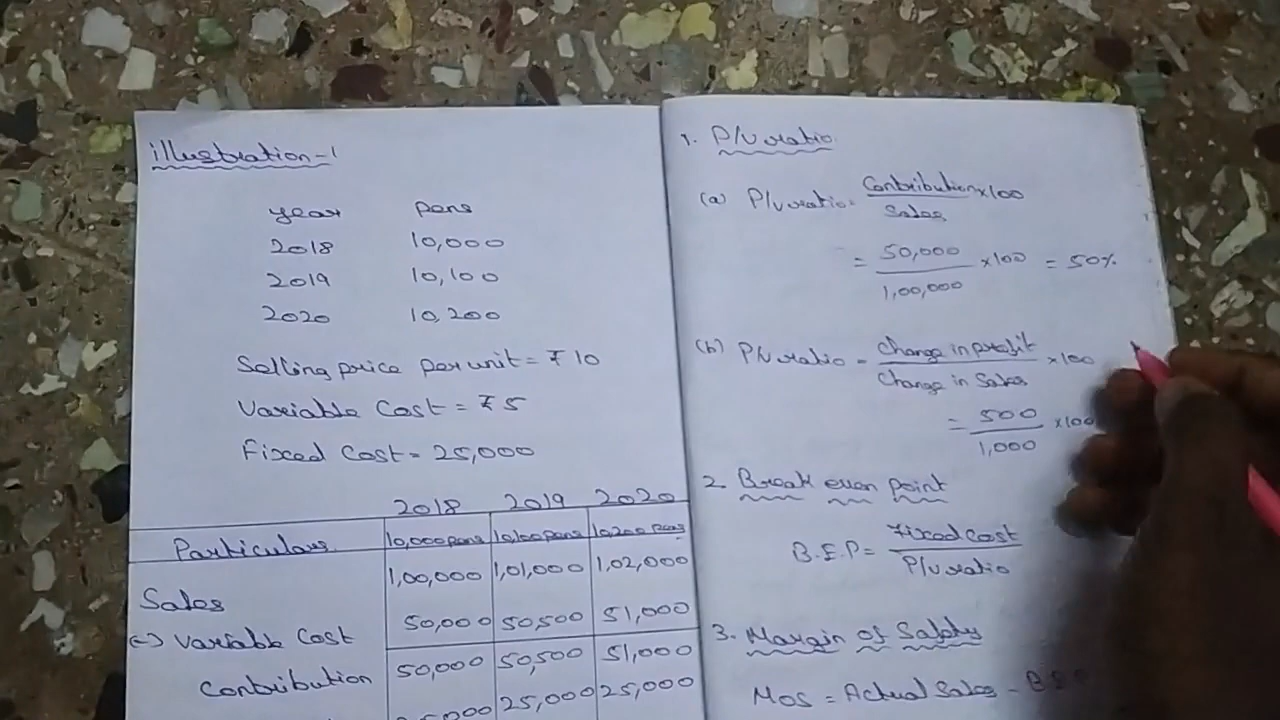 illustration-1
year pens
2018 10,000
2019 10,100
2020 10,200
Selling price per unit = ₹10
Variable Cost = ₹5
Fixed Cost = 25,000
2018 2019 2020
Particulars 10,000 pens 10,100 pens 10,200 pens
Sales 1,00,000 1,01,000 1,02,000
(-) Variable Cost 50,000 50,500 51,000
Contribution 50,000 50,500 51,000
25,000 25,000
1. P/V ratio
(a) P/V ratio = Contribution × 100
Sales
= 50,000 × 100 = 50%
1,00,000
(b) P/V ratio = Change in profit × 100
Change in Sales
= 500 × 100
1,000
2. Break even point
B.E.P = Fixed Cost
P/V ratio
3. Margin of Safety
MOS = Actual Sales -